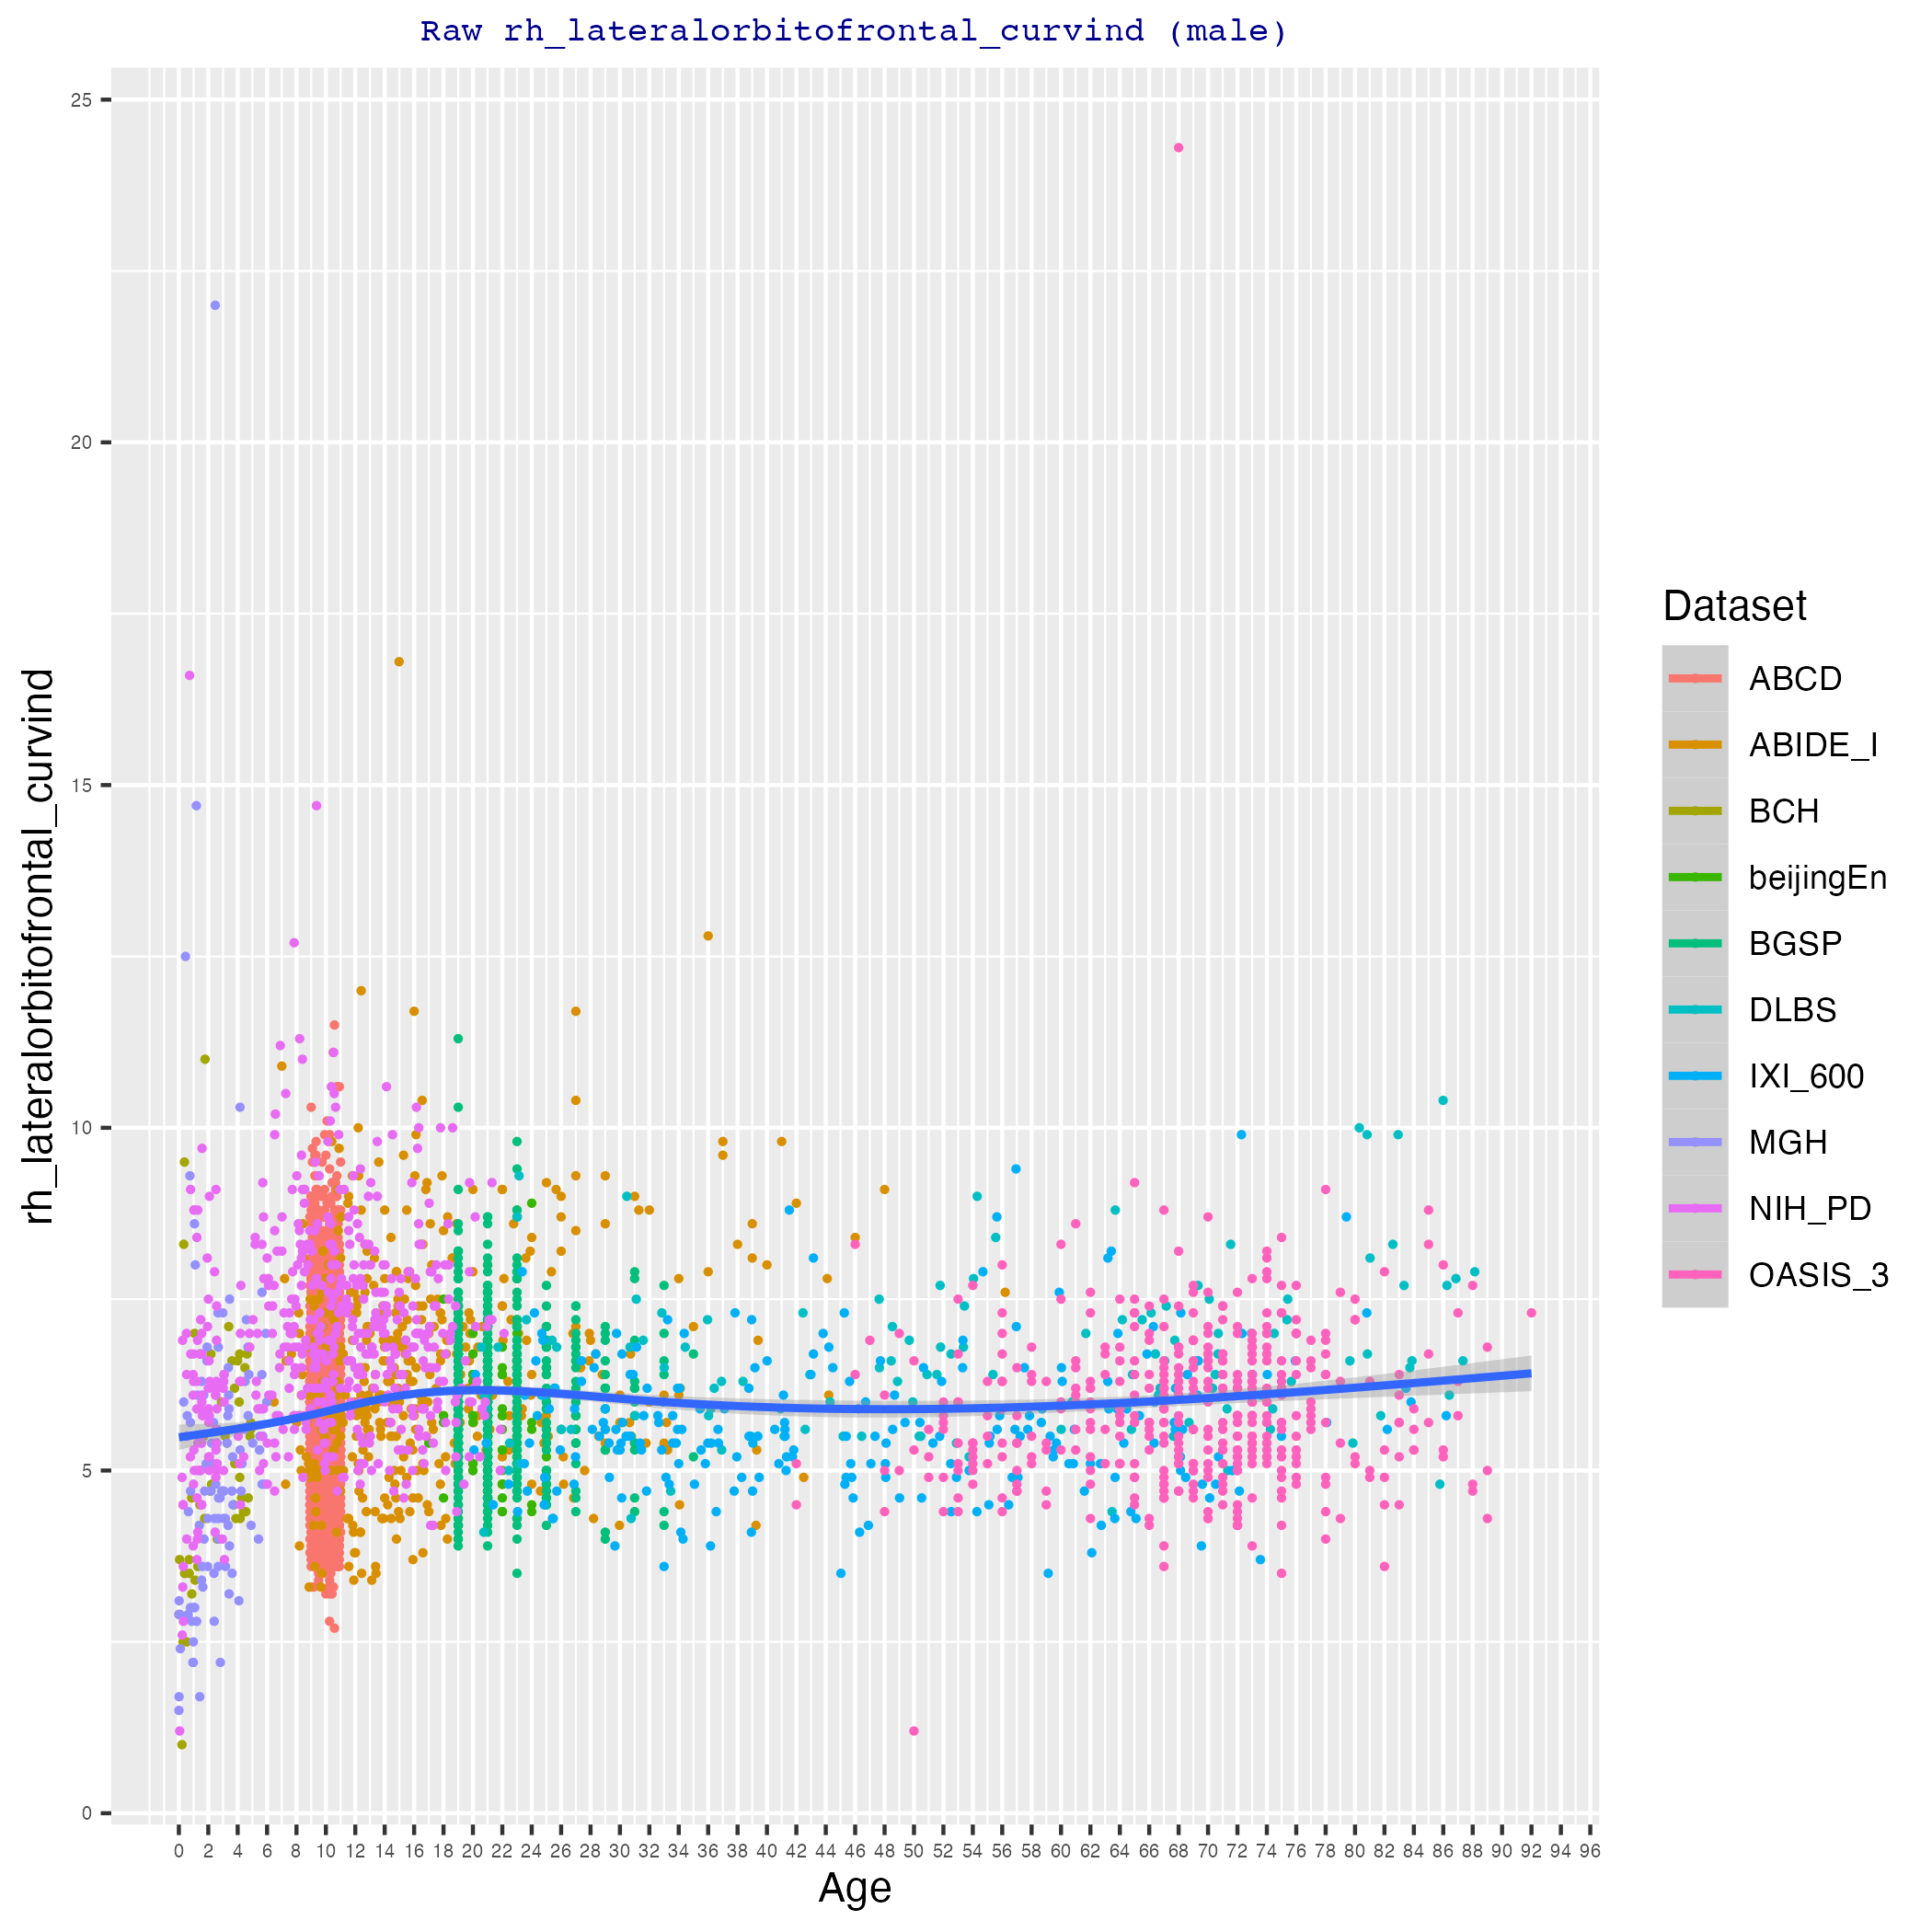 Raw rh_lateralorbitofrontal_curvind (male)
rh_lateralorbitofrontal_curvind
25
20
15
10
5
0
0 2 4 6 8 10 12 14 16 18 20 22 24 26 28 30 32 34 36 38 40 42 44 46 48 50 52 54 56 58 60 62 64 66 68 70 72 74 76 78 80 82 84 86 88 90 92 94 96
Age
Dataset
ABCD
ABIDE_I
BCH
beijingEn
BGSP
DLBS
IXI_600
MGH
NIH_PD
OASIS_3